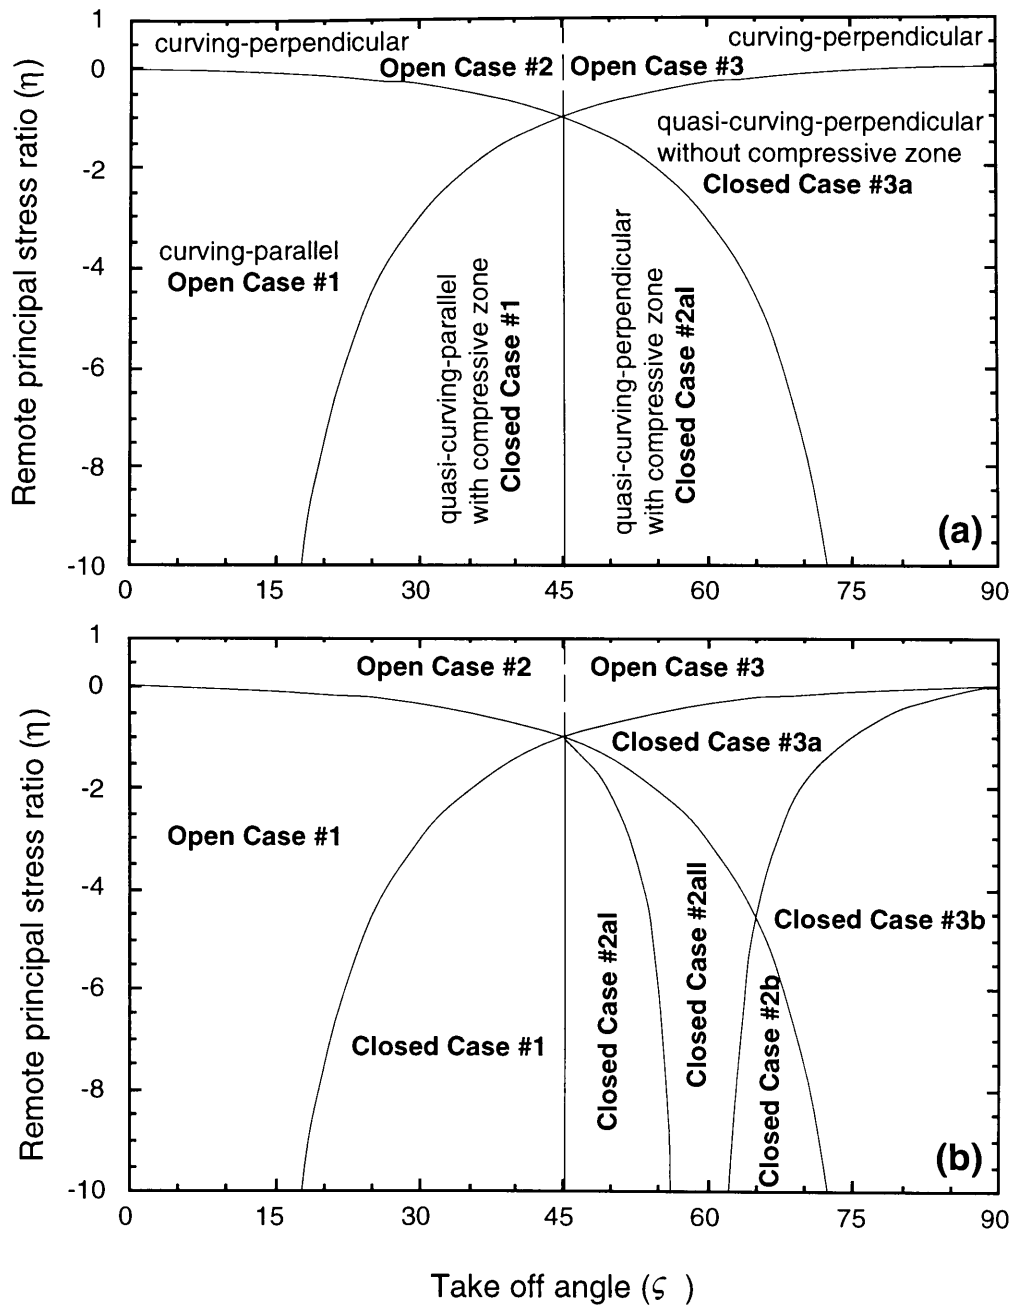 1
0
-2
-4
-6
-8
-10
Remote principal stress ratio (η)
curving-perpendicular
curving-perpendicular
Open Case #2
Open Case #3
quasi-curving-perpendicular
without compressive zone
Closed Case #3a
curving-parallel
Open Case #1
quasi-curving-parallel
with compressive zone
Closed Case #1
quasi-curving-perpendicular
with compressive zone
Closed Case #2aI
(a)
0 15 30 45 60 75 90
1
0
-2
-4
-6
-8
-10
Remote principal stress ratio (η)
Open Case #2
Open Case #3
Closed Case #3a
Open Case #1
Closed Case #1
Closed Case #2aI
Closed Case #2aII
Closed Case #2b
Closed Case #3b
(b)
0 15 30 45 60 75 90
Take off angle (ς )